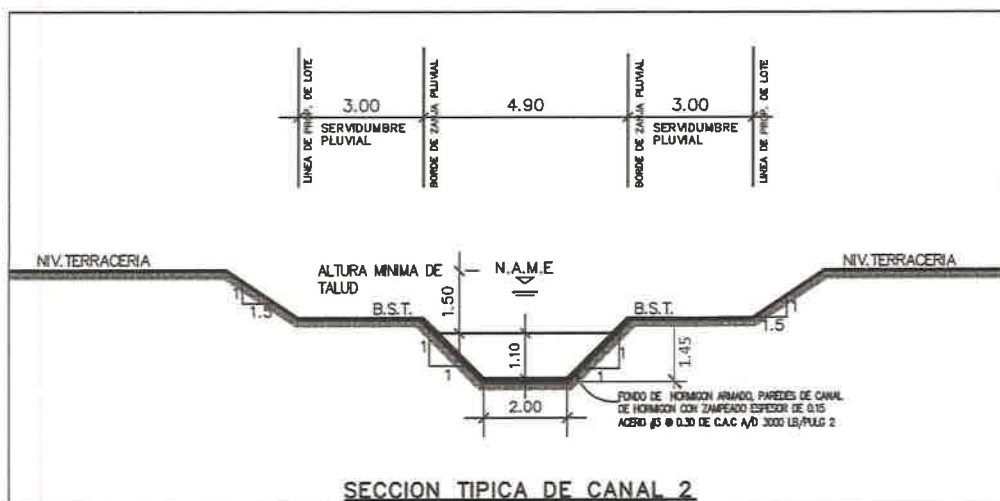 LINEA DE PROP. DE LOTE
BORDE DE ZANJA PLUVIAL
BORDE DE ZANJA PLUVIAL
LINEA DE PROP. DE LOTE
3.00
4.90
3.00
SERVIDUMBRE
PLUVIAL
SERVIDUMBRE
PLUVIAL
NIV. TERRACERIA
ALTURA MINIMA DE
TALUD
N.A.M.E
NIV. TERRACERIA
1.50
1
1.5
B.S.T.
B.S.T.
1
1.5
1
1
1.10
1
1
1.45
2.00
FONDO DE HORMIGON ARMADO, PAREDES DE CANAL
DE HORMIGON CON ZAMPEADO ESPESOR DE 0.15
ACERO #3 @ 0.30 DE C.A.C A/D 3000 LB/PULG 2
SECCION TIPICA DE CANAL 2